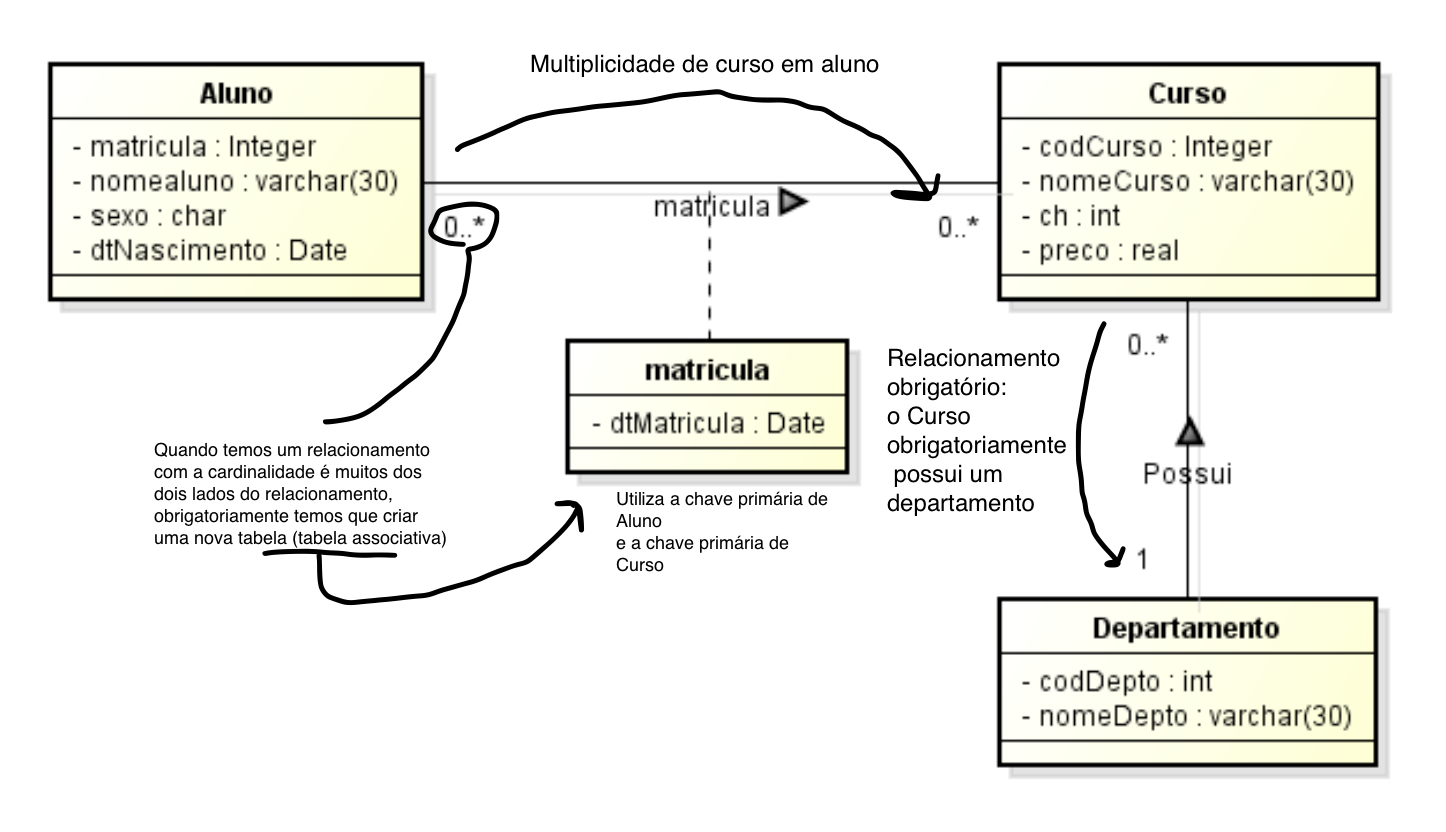 Multiplicidade de curso em aluno
Aluno
- matricula : Integer
- nomealuno : varchar(30)
- sexo : char
- dtNascimento : Date
0..*
matricula
0..*
Curso
- codCurso : Integer
- nomeCurso : varchar(30)
- ch : int
- preco : real
matricula
- dtMatricula : Date
Utiliza a chave primária de
Aluno
e a chave primária de
Curso
Quando temos um relacionamento
com a cardinalidade é muitos dos
dois lados do relacionamento,
obrigatoriamente temos que criar
uma nova tabela (tabela associativa)
Relacionamento
obrigatório:
o Curso
obrigatoriamente
possui um
departamento
0..*
Possui
1
Departamento
- codDepto : int
- nomeDepto : varchar(30)